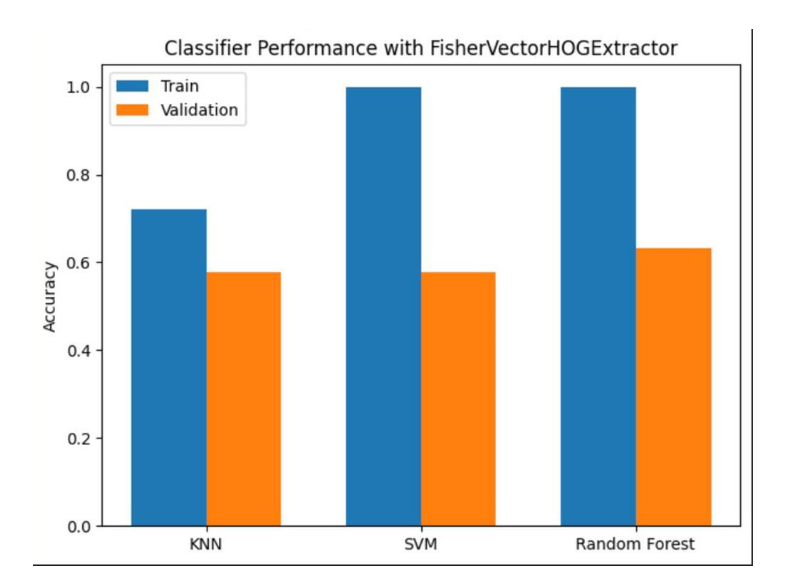 Classifier Performance with FisherVectorHOGExtractor
Train
Validation
1.0
0.8
0.6
0.4
0.2
0.0
Accuracy
KNN SVM Random Forest